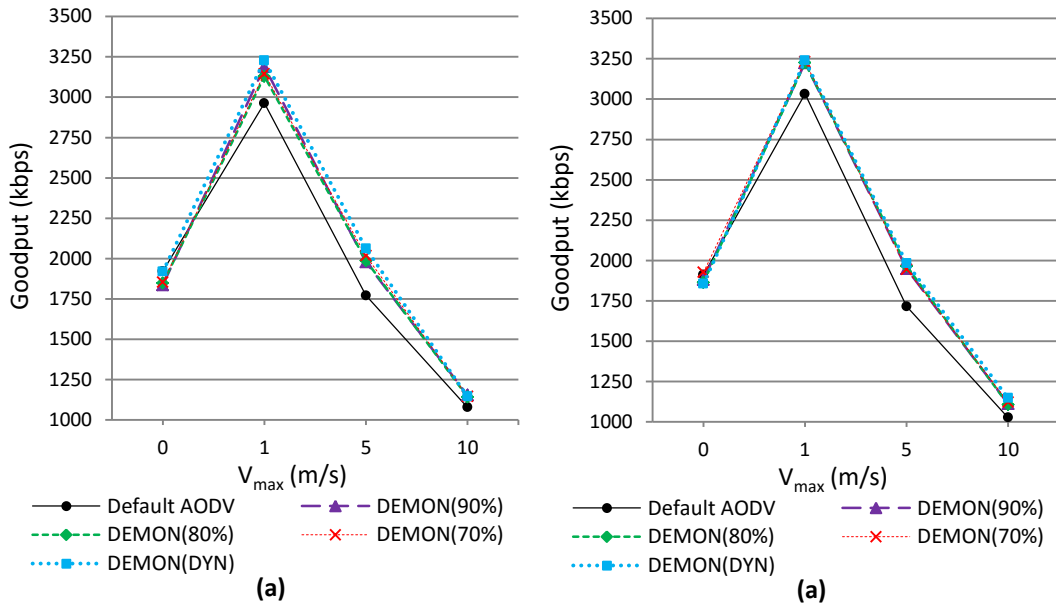 3500
3250
3000
2750
2500
2250
2000
1750
1500
1250
1000
Goodput (kbps)
0 1 5 10
Vmax (m/s)
Default AODV DEMON(90%)
DEMON(80%) DEMON(70%)
DEMON(DYN)
(a)
3500
3250
3000
2750
2500
2250
2000
1750
1500
1250
1000
Goodput (kbps)
0 1 5 10
Vmax (m/s)
Default AODV DEMON(90%)
DEMON(80%) DEMON(70%)
DEMON(DYN)
(a)